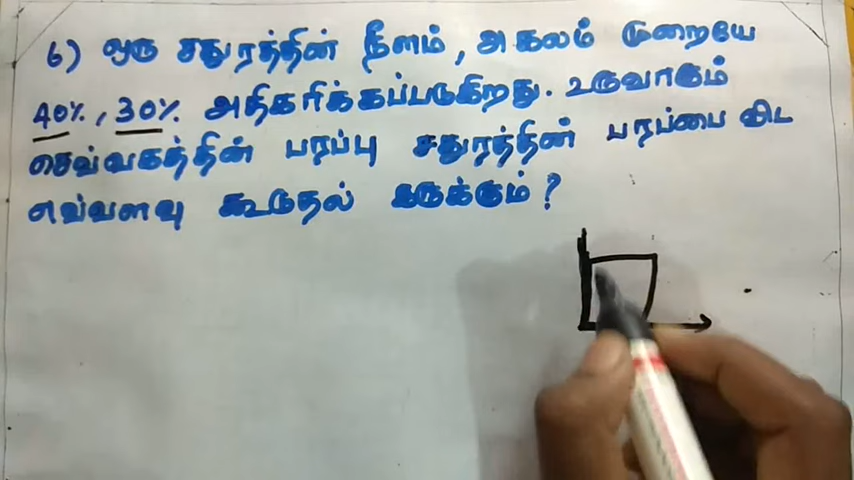 6) ஒரு சதுரத்தின் நீளம், அகலம் முறையே
40%, 30% அதிகரிக்கப்படுகிறது. உருவாகும்
செவ்வகத்தின் பரப்பு சதுரத்தின் பரப்பை விட
எவ்வளவு கூடுதல் இருக்கும்?